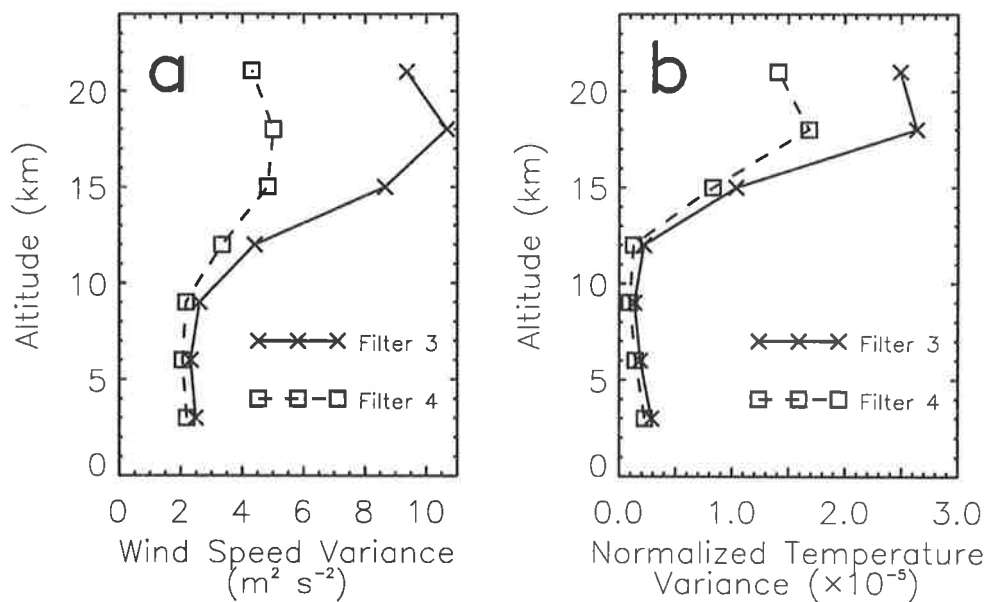 a
20
15
10
5
0
Altitude (km)
Filter 3
Filter 4
0 2 4 6 8 10
Wind Speed Variance
(m² s⁻²)
b
20
15
10
5
0
Altitude (km)
Filter 3
Filter 4
0.0 1.0 2.0 3.0
Normalized Temperature
Variance (×10⁻⁵)